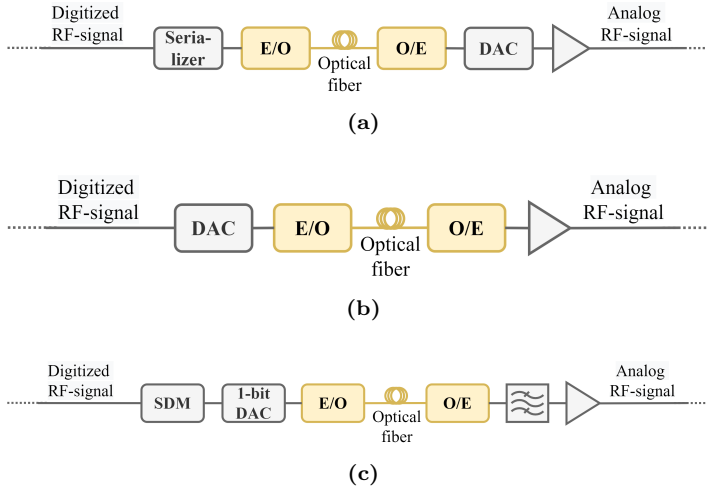 Digitized
RF-signal
Seria-
lizer
E/O
Optical
fiber
O/E
DAC
Analog
RF-signal
(a)
Digitized
RF-signal
DAC
E/O
Optical
fiber
O/E
Analog
RF-signal
(b)
Digitized
RF-signal
SDM
1-bit
DAC
E/O
Optical
fiber
O/E
Analog
RF-signal
(c)